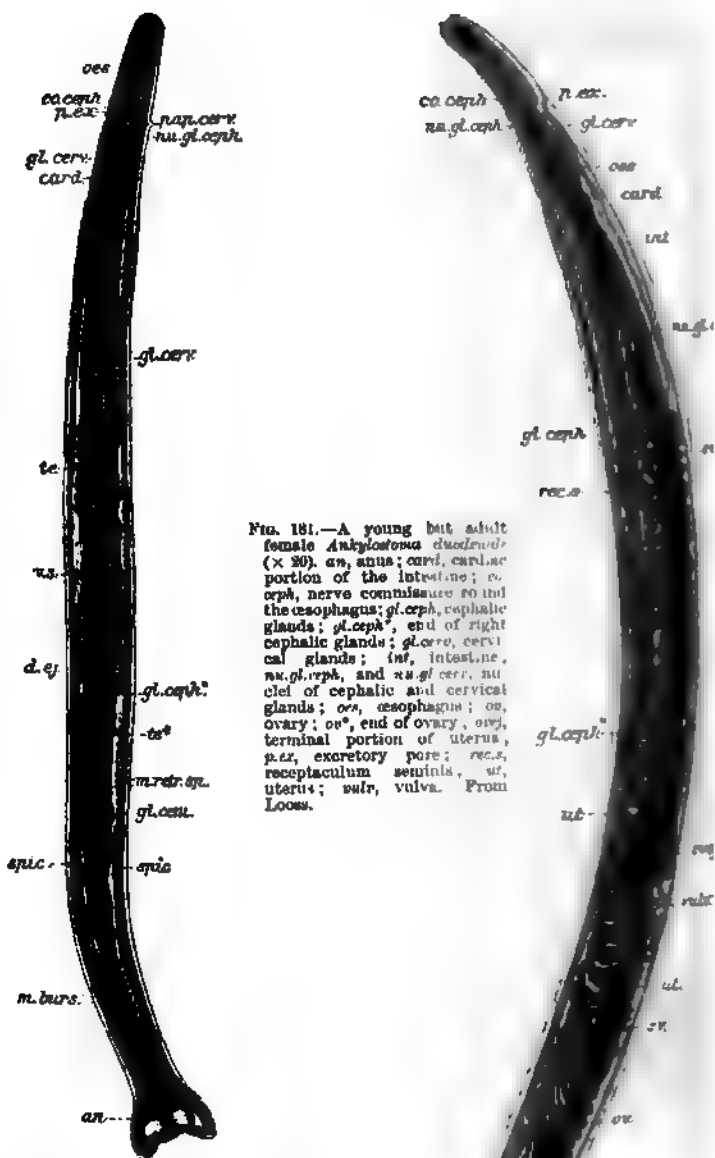 oes
co.ceph
p.ex.
pap.cerv.
nu.gl.ceph.
gl.cerv.
card.
gl.cerv.
te.
vs.
d.ej.
gl.ceph.*
te*
m.retr.sp.
gl.cem.
spic.
spic
m.burs.
an.
FIG. 181.—A young but adult
female Ankylostoma duodenale
(× 20). an, anus; card, cardiac
portion of the intestine; co.
ceph, nerve commissure round
the œsophagus; gl.ceph, cephalic
glands; gl.ceph*, end of right
cephalic glands; gl.cerv, cervi
cal glands; int, intestine,
nu.gl.ceph, and nu.gl cerv, nu
clei of cephalic and cervical
glands; oes, œsophagus; ov,
ovary; ov*, end of ovary,
terminal portion of uterus,
p.ex, excretory pore; rec.s,
receptaculum seminis, ut,
uterus; vulv, vulva. From
Looss.
co.ceph
nu.gl.ceph
p.ex.
gl.cerv
oes
card
int
nu.gl.c
gl.ceph
rec.s
gl.ceph*
ut
vulv
ut.
ov.